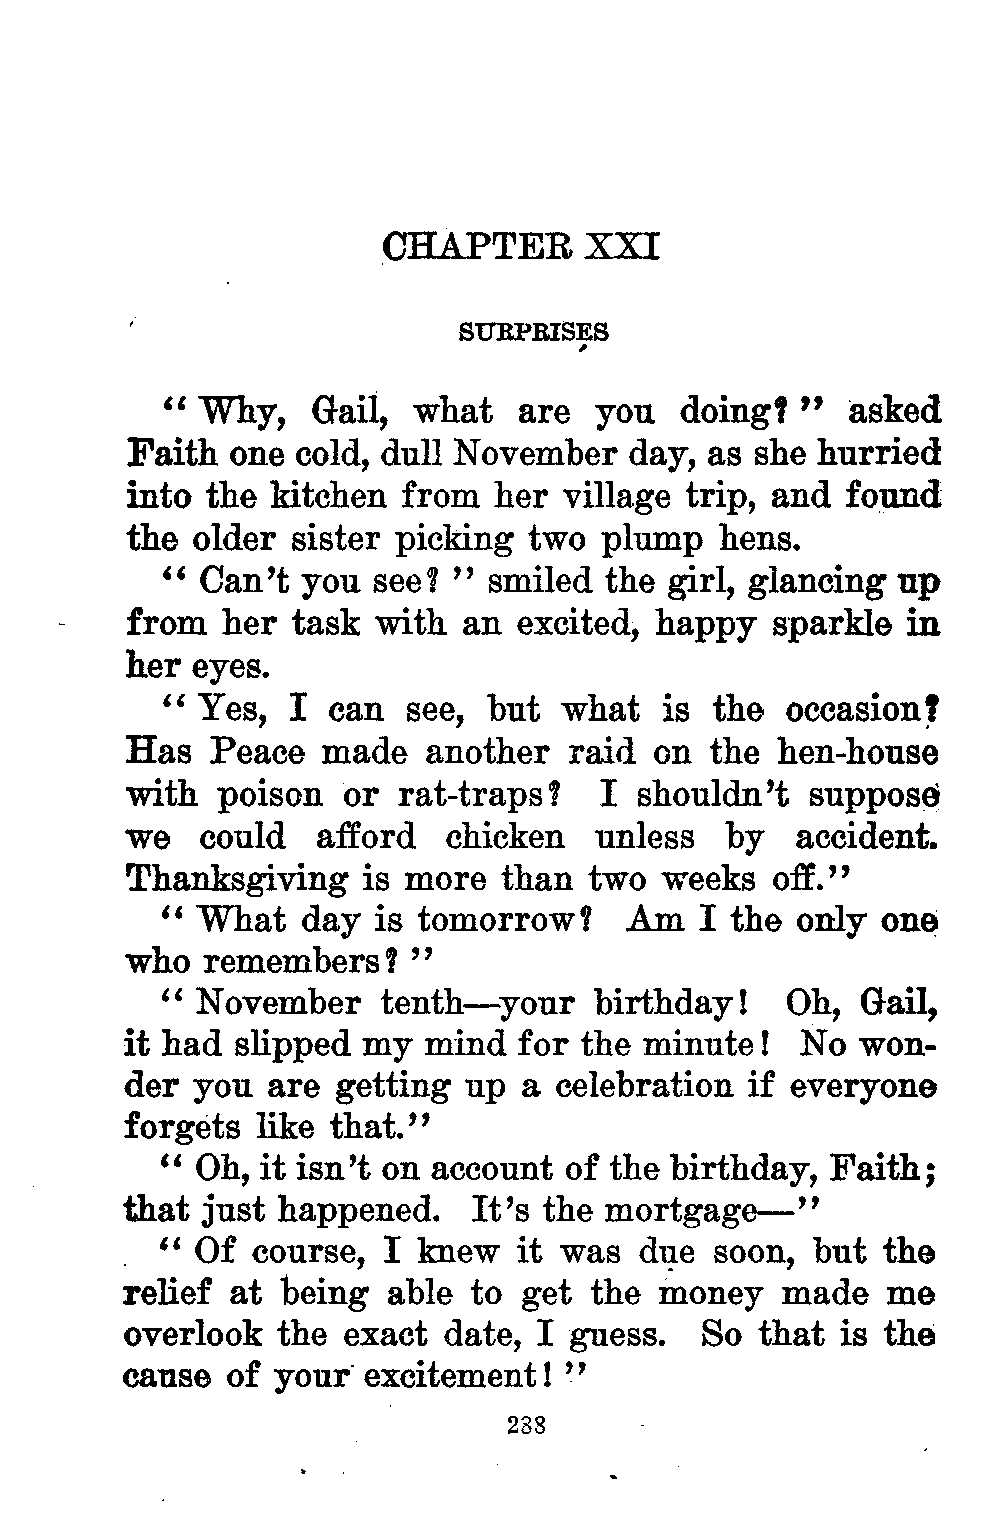 CHAPTER XXI
SURPRISES
“ Why, Gail, what are you doing? ” asked
Faith one cold, dull November day, as she hurried
into the kitchen from her village trip, and found
the older sister picking two plump hens.
“ Can’t you see? ” smiled the girl, glancing up
from her task with an excited, happy sparkle in
her eyes.
“ Yes, I can see, but what is the occasion?
Has Peace made another raid on the hen-house
with poison or rat-traps? I shouldn’t suppose
we could afford chicken unless by accident.
Thanksgiving is more than two weeks off.”
“ What day is tomorrow? Am I the only one
who remembers? ”
“ November tenth—your birthday! Oh, Gail,
it had slipped my mind for the minute! No won-
der you are getting up a celebration if everyone
forgets like that.”
“ Oh, it isn’t on account of the birthday, Faith;
that just happened. It’s the mortgage—”
“ Of course, I knew it was due soon, but the
relief at being able to get the money made me
overlook the exact date, I guess. So that is the
cause of your excitement! ”
238